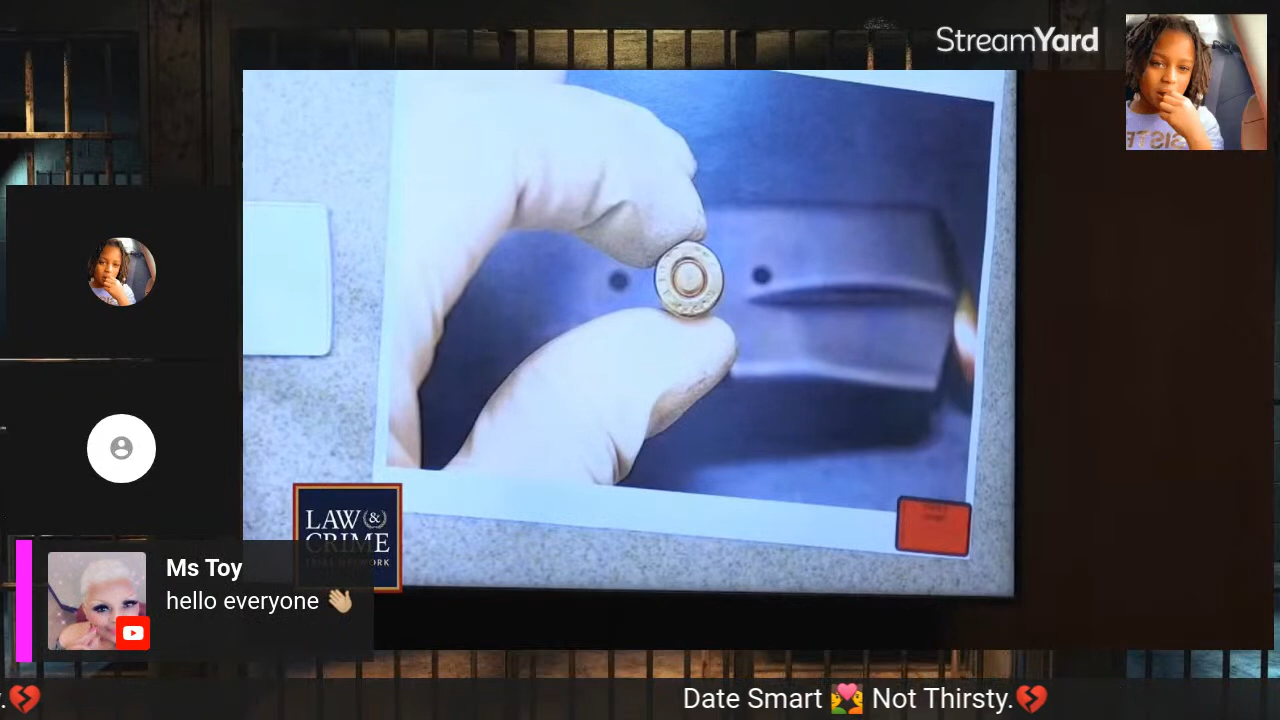 StreamYard
LAW &
CRIME
Ms Toy
hello everyone 👋🏼
.💔
Date Smart 💏 Not Thirsty.💔